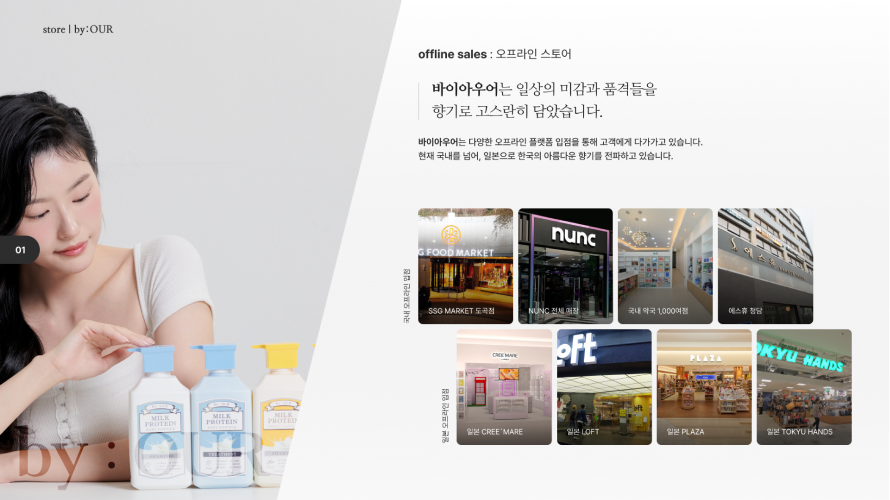 store | by:OUR
offline sales : 오프라인 스토어
바이아우어는 일상의 미감과 품격들을
향기로 고스란히 담았습니다.
바이아우어는 다양한 오프라인 플랫폼 입점을 통해 고객에게 다가가고 있습니다.
현재 국내를 넘어, 일본으로 한국의 아름다운 향기를 전파하고 있습니다.
01
국내 오프라인 입점
G FOOD MARKET
SSG MARKET 도곡점
nunc
NUNC 전체 매장
국내 약국 1,000여점
에스휴
에스휴 청담
일본 오프라인 입점
CREE MARE
일본 CREE`MARE
Loft
일본 LOFT
PLAZA
일본 PLAZA
OKYU HANDS
일본 TOKYU HANDS
MILK
PROTEIN
MILK
PROTEIN
MILK
PROTEIN
by : OUR